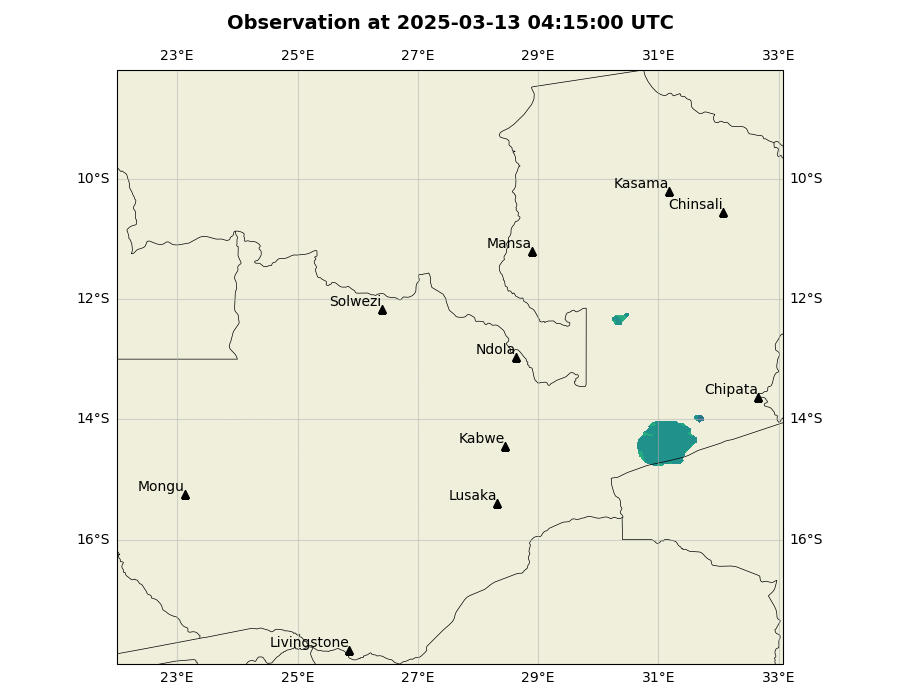 Observation at 2025-03-13 04:15:00 UTC
23°E 25°E 27°E 29°E 31°E 33°E
10°S 10°S
Kasama
Chinsali
Mansa
12°S 12°S
Solwezi
Ndola
Chipata
14°S 14°S
Kabwe
Mongu
Lusaka
16°S 16°S
Livingstone
23°E 25°E 27°E 29°E 31°E 33°E